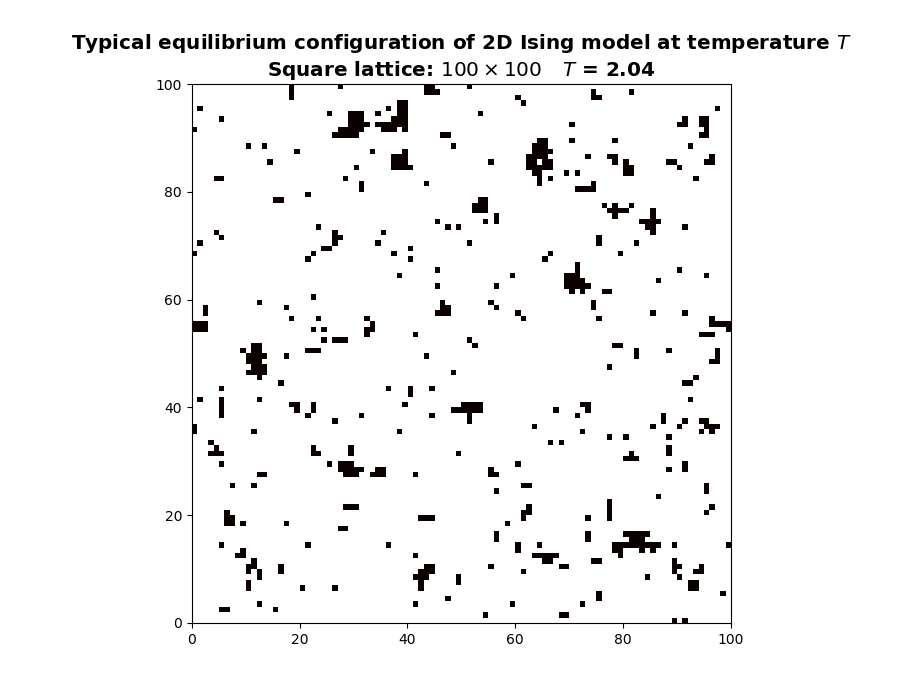 Typical equilibrium configuration of 2D Ising model at temperature T
Square lattice: 100 × 100 T = 2.04
100
80
60
40
20
0
0 20 40 60 80 100